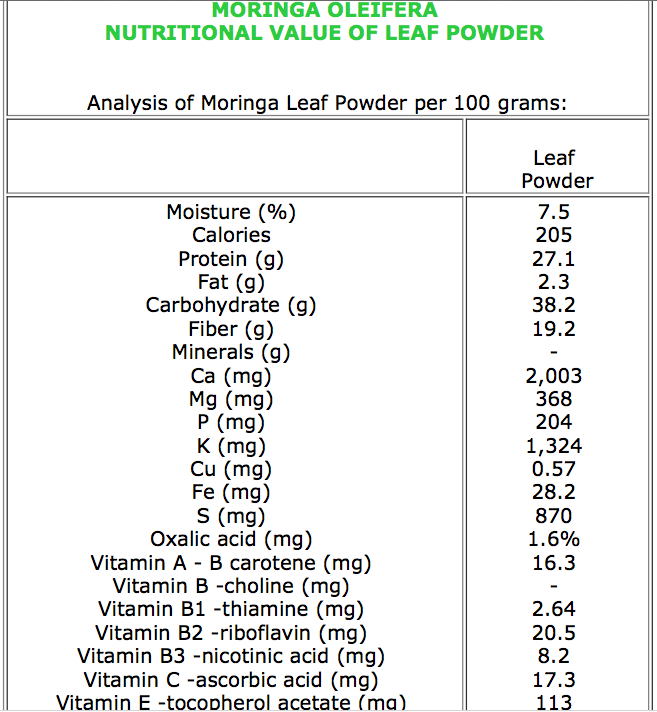 MORINGA OLEIFERA
NUTRITIONAL VALUE OF LEAF POWDER
Analysis of Moringa Leaf Powder per 100 grams:
Leaf
Powder
Moisture (%) 7.5
Calories 205
Protein (g) 27.1
Fat (g) 2.3
Carbohydrate (g) 38.2
Fiber (g) 19.2
Minerals (g) -
Ca (mg) 2,003
Mg (mg) 368
P (mg) 204
K (mg) 1,324
Cu (mg) 0.57
Fe (mg) 28.2
S (mg) 870
Oxalic acid (mg) 1.6%
Vitamin A - B carotene (mg) 16.3
Vitamin B -choline (mg) -
Vitamin B1 -thiamine (mg) 2.64
Vitamin B2 -riboflavin (mg) 20.5
Vitamin B3 -nicotinic acid (mg) 8.2
Vitamin C -ascorbic acid (mg) 17.3
Vitamin E -tocopherol acetate (mg) 113